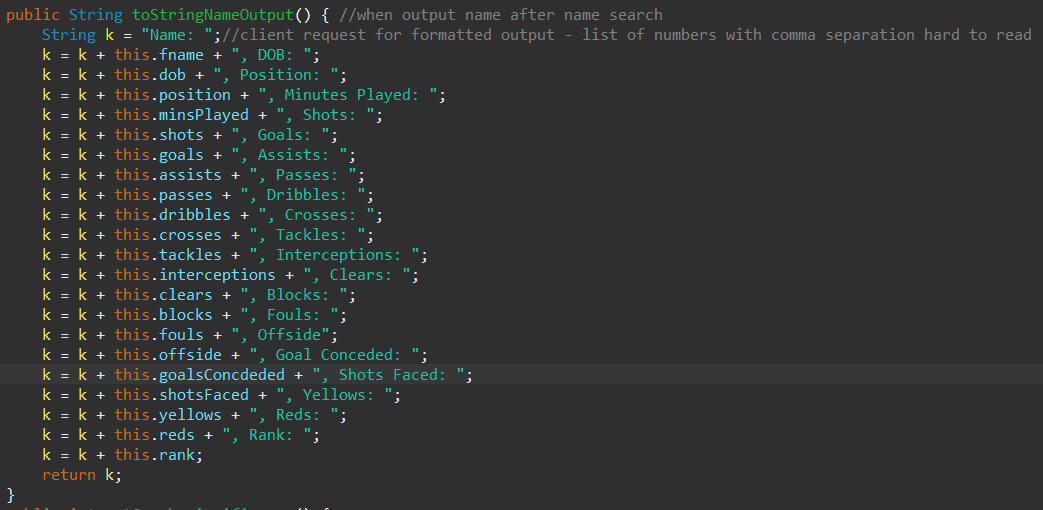 public String toStringNameOutput() { //when output name after name search
String k = "Name: ";//client request for formatted output - list of numbers with comma separation hard to read
k = k + this.fname + ", DOB: ";
k = k + this.dob + ", Position: ";
k = k + this.position + ", Minutes Played: ";
k = k + this.minsPlayed + ", Shots: ";
k = k + this.shots + ", Goals: ";
k = k + this.goals + ", Assists: ";
k = k + this.assists + ", Passes: ";
k = k + this.passes + ", Dribbles: ";
k = k + this.dribbles + ", Crosses: ";
k = k + this.crosses + ", Tackles: ";
k = k + this.tackles + ", Interceptions: ";
k = k + this.interceptions + ", Clears: ";
k = k + this.clears + ", Blocks: ";
k = k + this.blocks + ", Fouls: ";
k = k + this.fouls + ", Offside";
k = k + this.offside + ", Goal Conceded: ";
k = k + this.goalsConcdeded + ", Shots Faced: ";
k = k + this.shotsFaced + ", Yellows: ";
k = k + this.yellows + ", Reds: ";
k = k + this.reds + ", Rank: ";
k = k + this.rank;
return k;
}